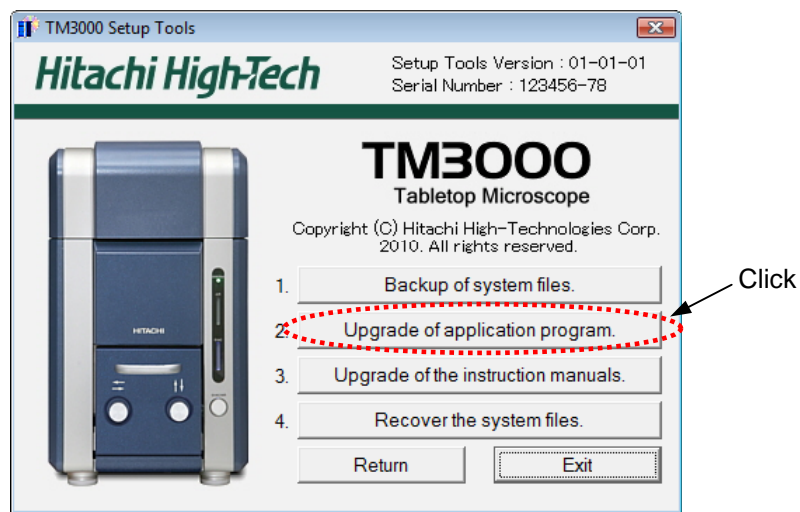 TM3000 Setup Tools
Hitachi High-Tech
Setup Tools Version : 01-01-01
Serial Number : 123456-78
TM3000
Tabletop Microscope
Copyright (C) Hitachi High-Technologies Corp.
2010. All rights reserved.
1. Backup of system files.
Click
2. Upgrade of application program.
HITACHI
3. Upgrade of the instruction manuals.
4. Recover the system files.
Return
Exit